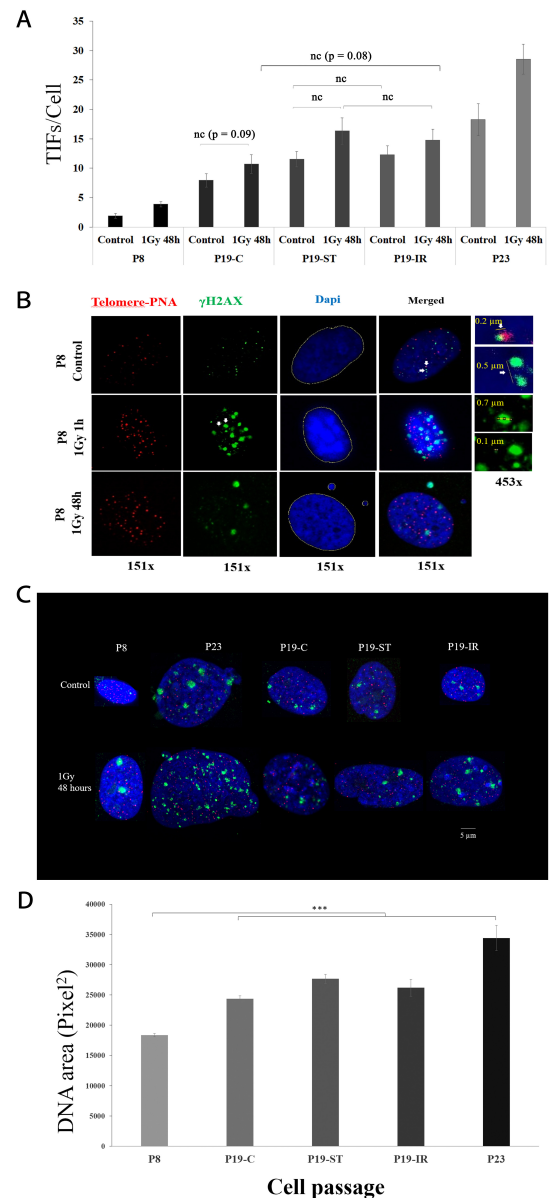 A
TIFs/Cell
35
30
25
20
15
10
5
0
nc (p = 0.08)
nc
nc
nc
nc (p = 0.09)
Control 1Gy 48h Control 1Gy 48h Control 1Gy 48h Control 1Gy 48h Control 1Gy 48h
P8 P19-C P19-ST P19-IR P23
B
Telomere-PNA γH2AX Dapi Merged
P8 Control
0.2 µm
0.5 µm
P8 1Gy 1h
0.7 µm
0.1 µm
453x
P8 1Gy 48h
151x 151x 151x 151x
C
P8 P23 P19-C P19-ST P19-IR
Control
1Gy
48 hours
5 µm
D
DNA area (Pixel²)
40000
35000
30000
25000
20000
15000
10000
5000
0
***
P8 P19-C P19-ST P19-IR P23
Cell passage